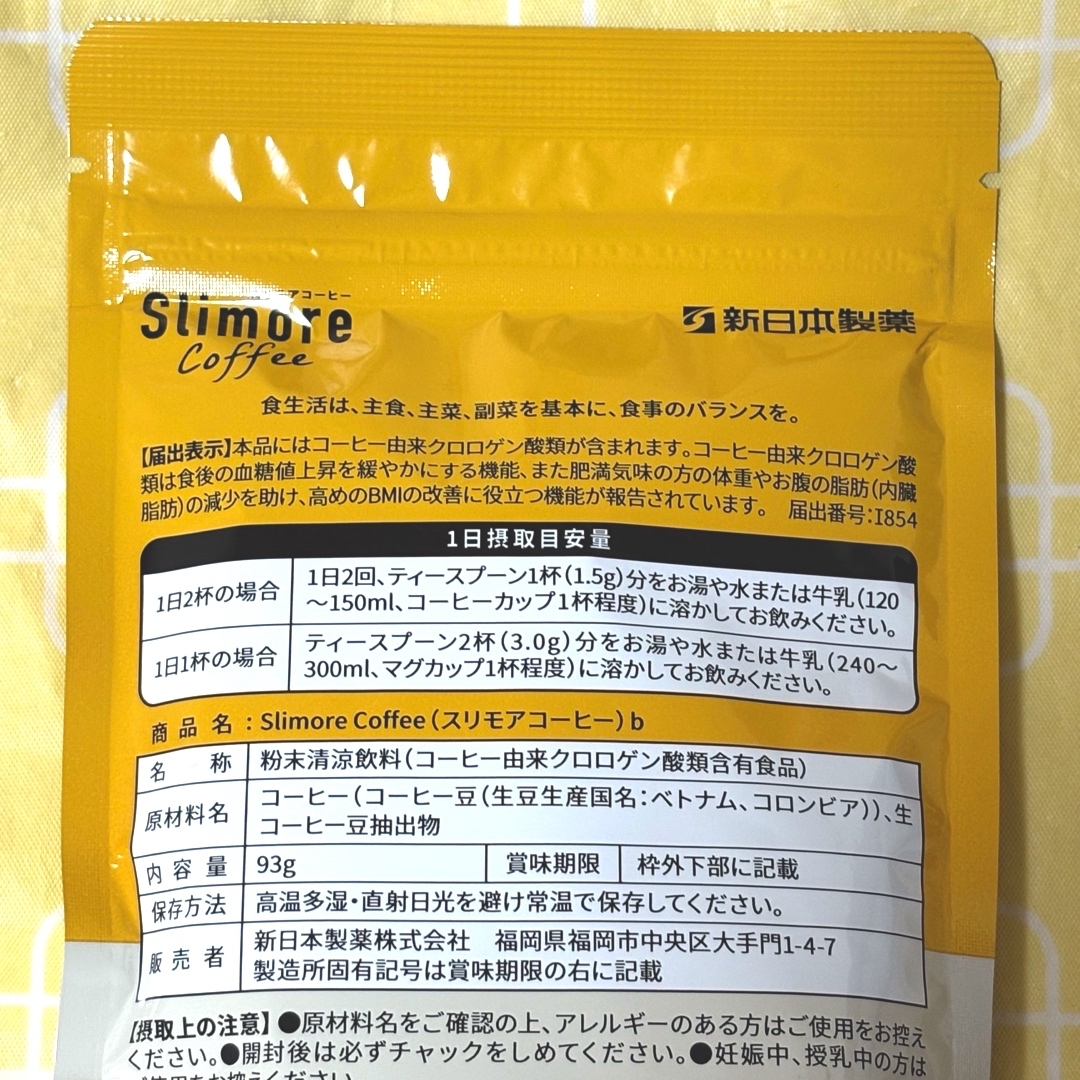 モアコーヒー
Slimore
Coffee
新日本製薬
食生活は、主食、主菜、副菜を基本に、食事のバランスを。
【届出表示】本品にはコーヒー由来クロロゲン酸類が含まれます。コーヒー由来クロロゲン酸
類は食後の血糖値上昇を緩やかにする機能、また肥満気味の方の体重やお腹の脂肪(内臓
脂肪)の減少を助け、高めのBMIの改善に役立つ機能が報告されています。 届出番号:I854
1日摂取目安量
1日2杯の場合
1日2回、ティースプーン1杯(1.5g)分をお湯や水または牛乳(120
〜150ml、コーヒーカップ1杯程度)に溶かしてお飲みください。
1日1杯の場合
ティースプーン2杯(3.0g)分をお湯や水または牛乳(240〜
300ml、マグカップ1杯程度)に溶かしてお飲みください。
商品名:Slimore Coffee(スリモアコーヒー)b
名称 粉末清涼飲料(コーヒー由来クロロゲン酸類含有食品)
原材料名 コーヒー(コーヒー豆(生豆生産国名:ベトナム、コロンビア))、生
コーヒー豆抽出物
内容量 93g 賞味期限 枠外下部に記載
保存方法 高温多湿・直射日光を避け常温で保存してください。
販売者 新日本製薬株式会社 福岡県福岡市中央区大手門1-4-7
製造所固有記号は賞味期限の右に記載
【摂取上の注意】●原材料名をご確認の上、アレルギーのある方はご使用をお控え
ください。●開封後は必ずチャックをしめてください。●妊娠中、授乳中の方は